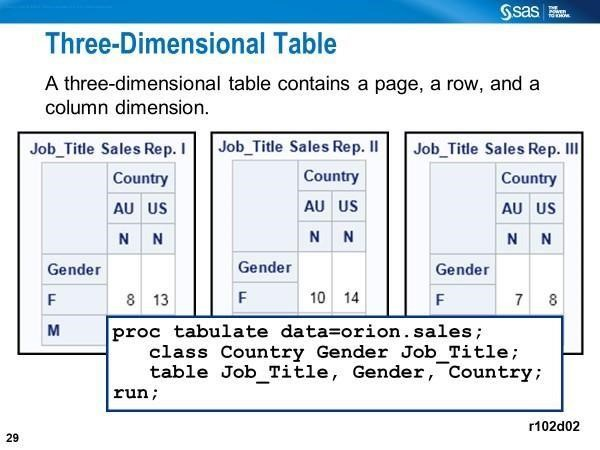 sas THE POWER TO KNOW.
Three-Dimensional Table
A three-dimensional table contains a page, a row, and a
column dimension.
Job_Title Sales Rep. I
Country
AU US
N N
Gender
F 8 13
M
Job_Title Sales Rep. II
Country
AU US
N N
Gender
F 10 14
Job_Title Sales Rep. III
Country
AU US
N N
Gender
F 7 8
proc tabulate data=orion.sales;
class Country Gender Job_Title;
table Job_Title, Gender, Country;
run;
29
r102d02